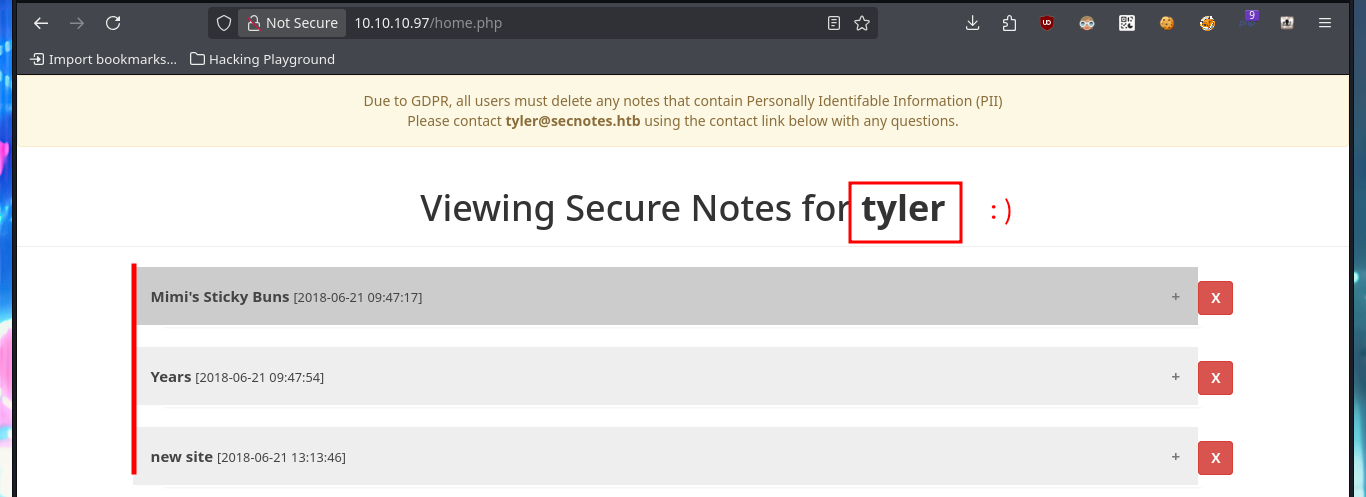 Not Secure 10.10.10.97/home.php
9
Import bookmarks... Hacking Playground
Due to GDPR, all users must delete any notes that contain Personally Identifable Information (PII)
Please contact tyler@secnotes.htb using the contact link below with any questions.
Viewing Secure Notes for tyler :)
Mimi's Sticky Buns [2018-06-21 09:47:17] + X
Years [2018-06-21 09:47:54] + X
new site [2018-06-21 13:13:46] + X